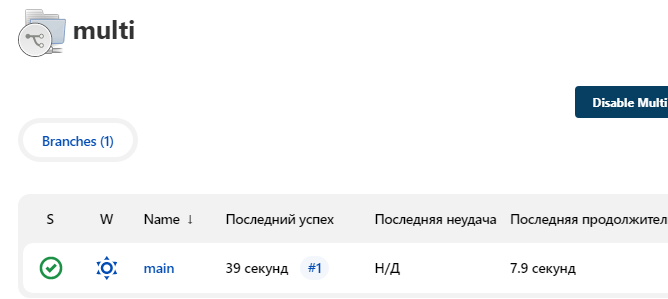 multi
Disable Multi
Branches (1)
S W Name ↓ Последний успех Последняя неудача Последняя продолжител
main 39 секунд #1 Н/Д 7.9 секунд